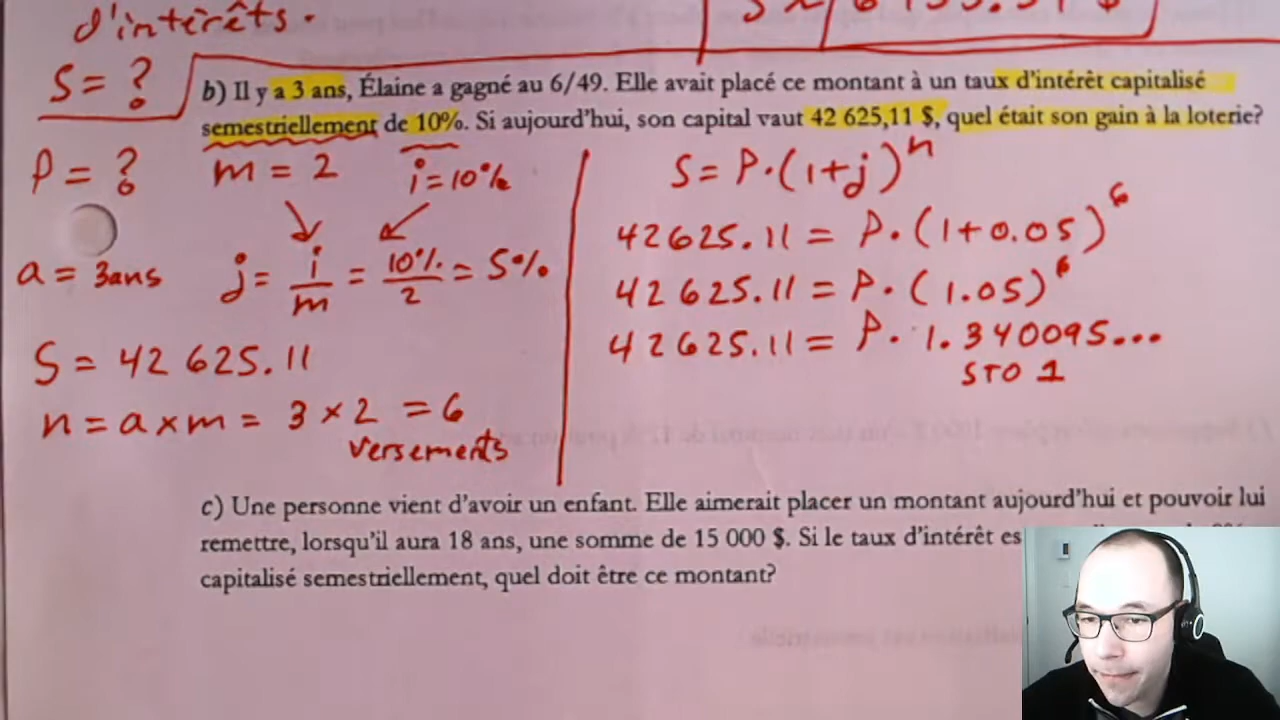 d'intérêts.
S = ?
b) Il y a 3 ans, Élaine a gagné au 6/49. Elle avait placé ce montant à un taux d'intérêt capitalisé
semestriellement de 10%. Si aujourd'hui, son capital vaut 42 625,11 $, quel était son gain à la loterie?
P = ? m = 2 i = 10%
a = 3ans j = i/m = 10%/2 = 5%
S = 42 625.11
n = a x m = 3 x 2 = 6
versements
S = P·(1+j)^n
42625.11 = P·(1+0.05)^6
42625.11 = P·(1.05)^6
42625.11 = P·1.340095...
STO 1
c) Une personne vient d'avoir un enfant. Elle aimerait placer un montant aujourd'hui et pouvoir lui
remettre, lorsqu'il aura 18 ans, une somme de 15 000 $. Si le taux d'intérêt
capitalisé semestriellement, quel doit être ce montant?